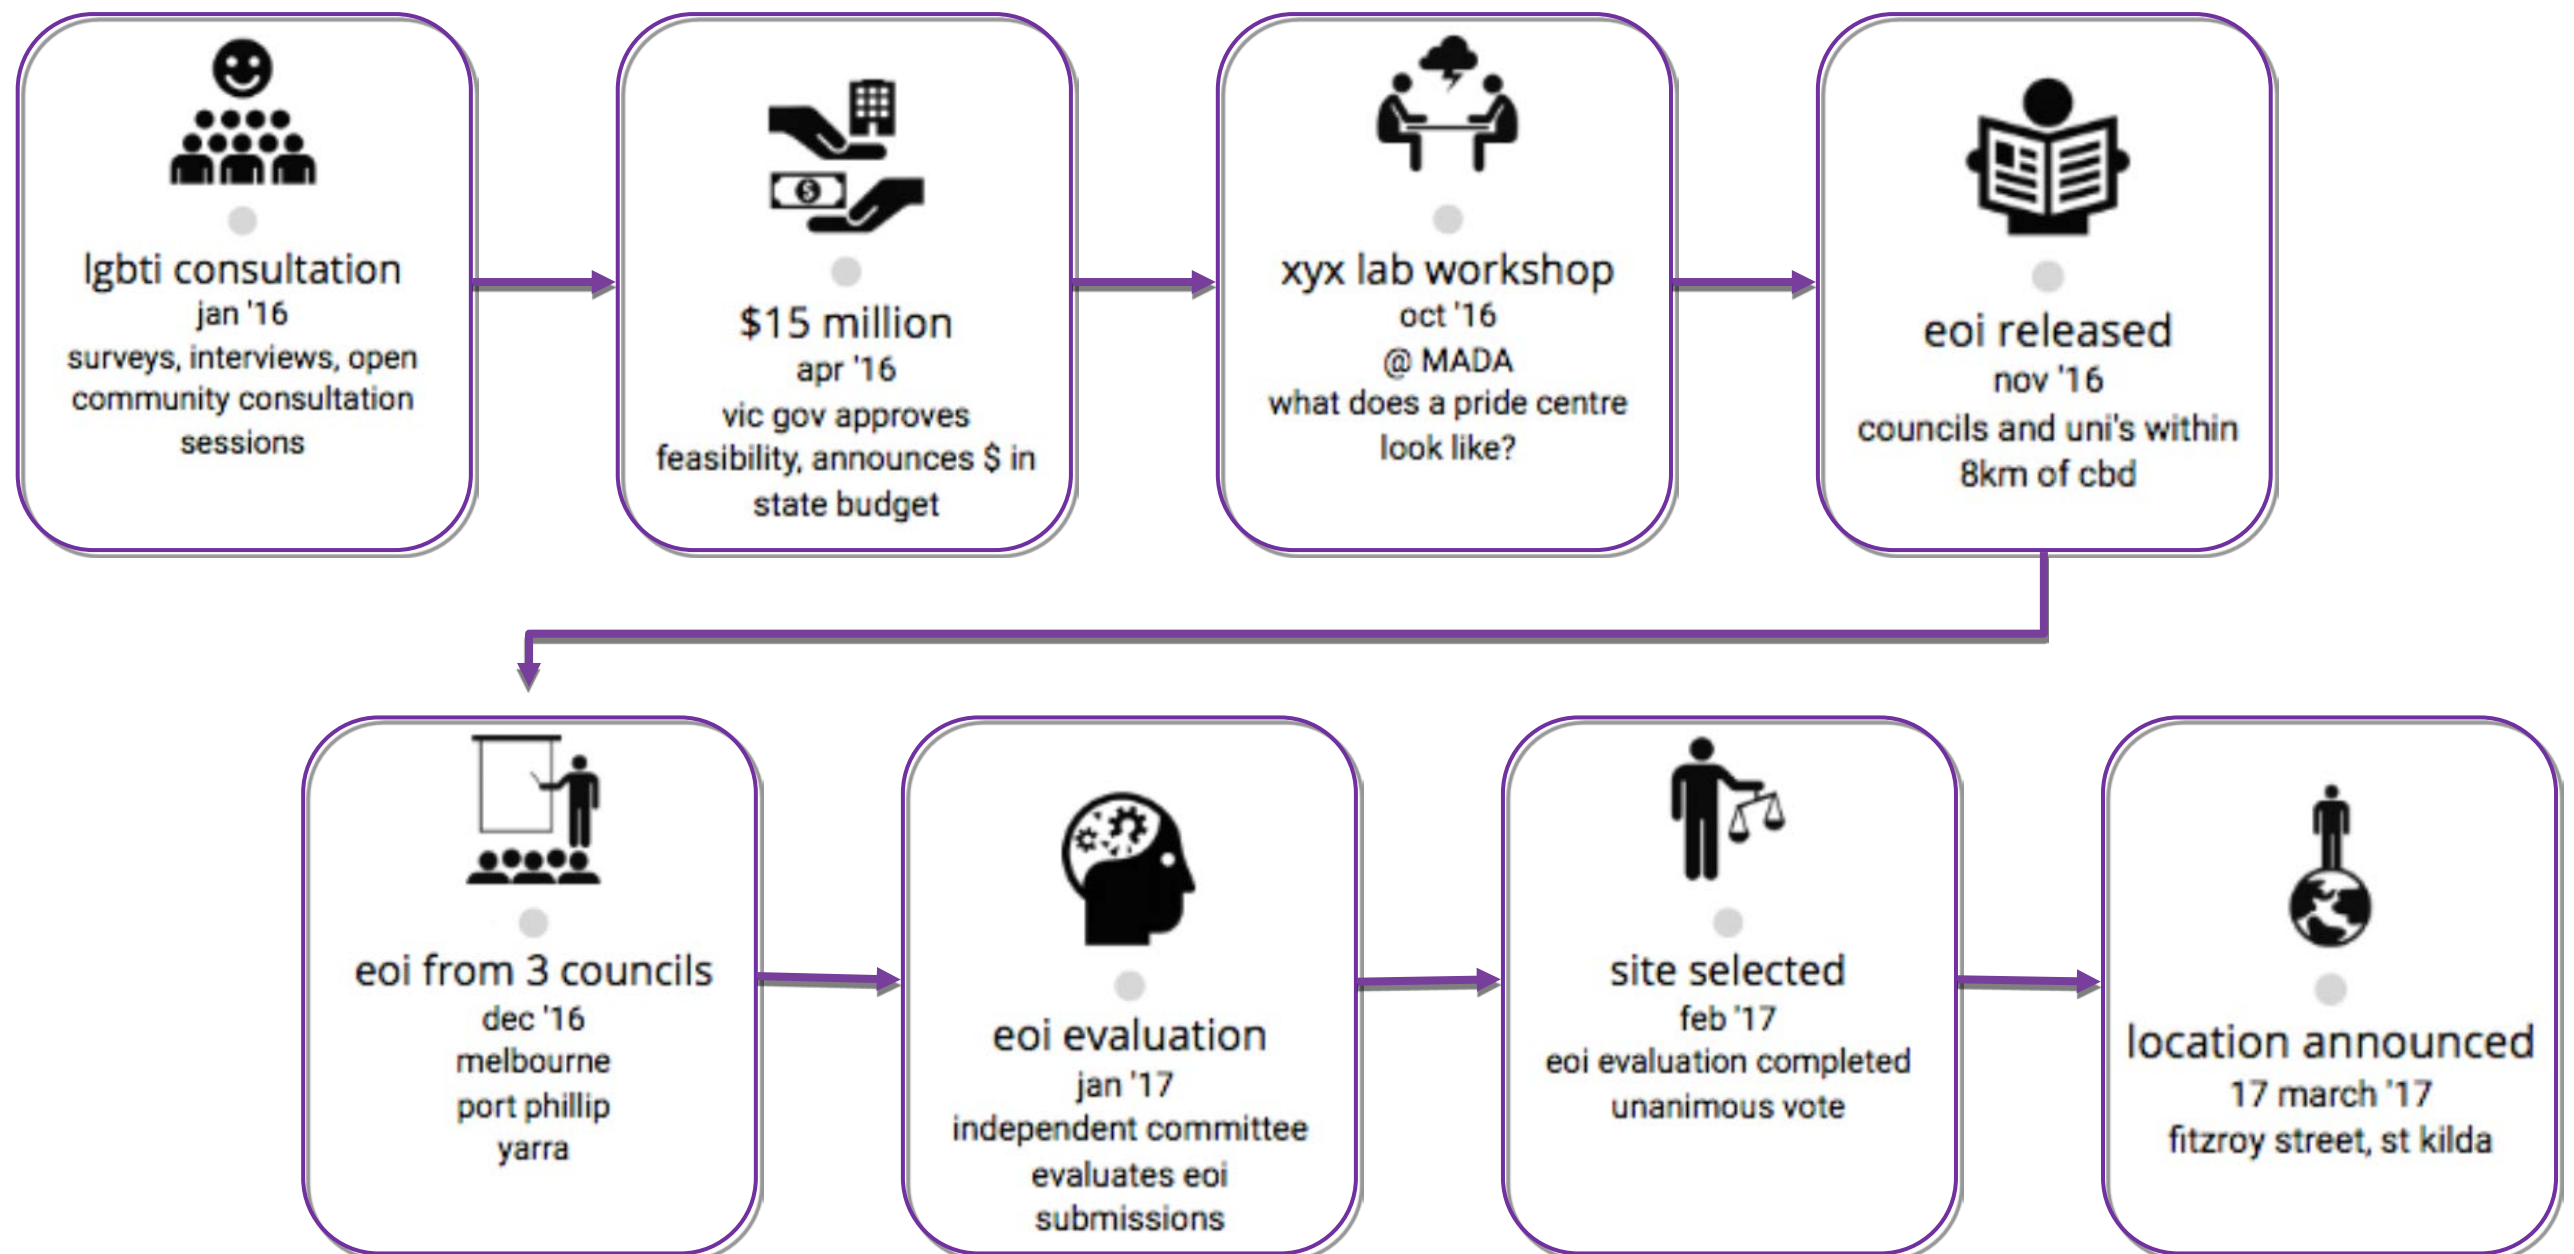 lgbti consultation
jan '16
surveys, interviews, open
community consultation
sessions
$15 million
apr '16
vic gov approves
feasibility, announces $ in
state budget
xyx lab workshop
oct '16
@ MADA
what does a pride centre
look like?
eoi released
nov '16
councils and uni's within
8km of cbd
eoi from 3 councils
dec '16
melbourne
port phillip
yarra
eoi evaluation
jan '17
independent committee
evaluates eoi
submissions
site selected
feb '17
eoi evaluation completed
unanimous vote
location announced
17 march '17
fitzroy street, st kilda